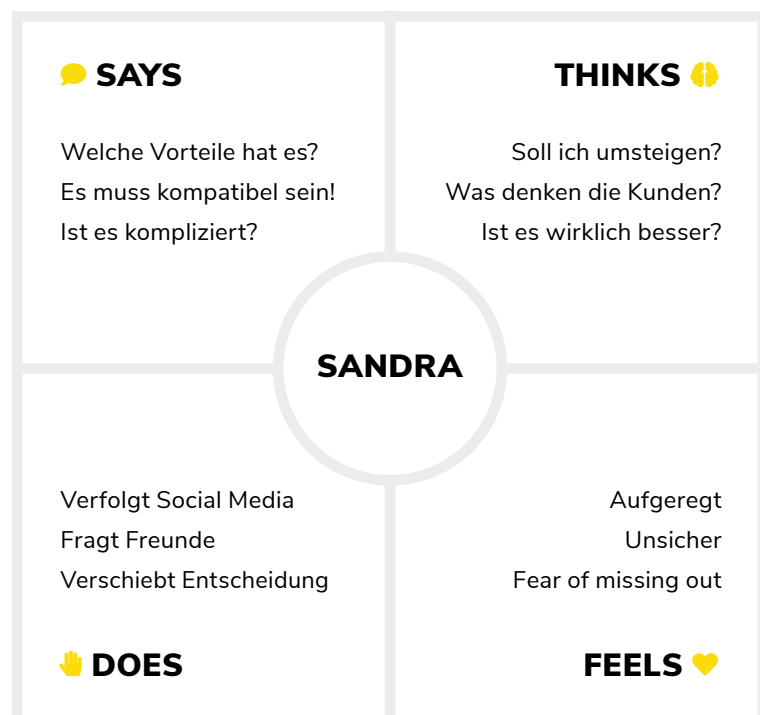 SAYS
Welche Vorteile hat es?
Es muss kompatibel sein!
Ist es kompliziert?
THINKS
Soll ich umsteigen?
Was denken die Kunden?
Ist es wirklich besser?
SANDRA
Verfolgt Social Media
Fragt Freunde
Verschiebt Entscheidung
DOES
Aufgeregt
Unsicher
Fear of missing out
FEELS